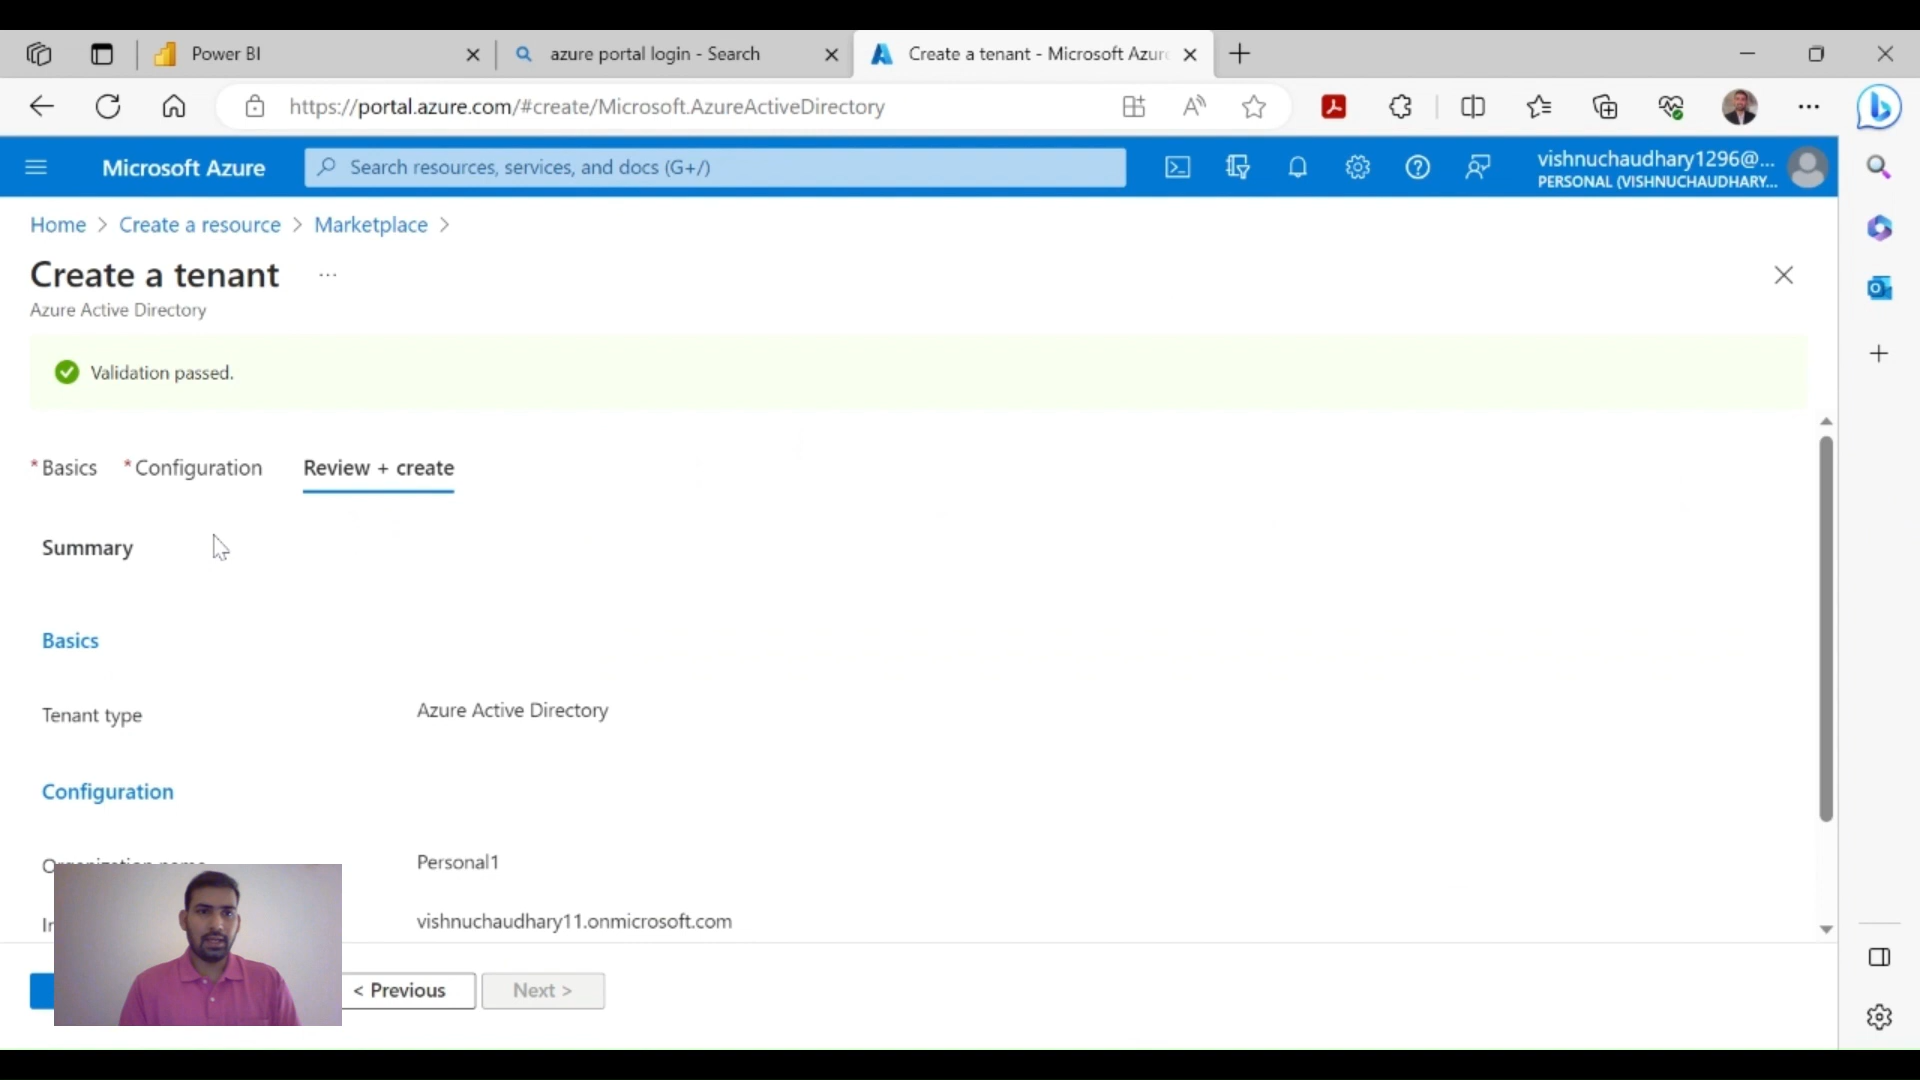 Power BI
azure portal login - Search
Create a tenant - Microsoft Azur
https://portal.azure.com/#create/Microsoft.AzureActiveDirectory
Microsoft Azure
Search resources, services, and docs (G+/)
vishnuchaudhary1296@...
PERSONAL (VISHNUCHAUDHARY...
Home > Create a resource > Marketplace >
Create a tenant ...
Azure Active Directory
Validation passed.
* Basics * Configuration Review + create
Summary
Basics
Tenant type Azure Active Directory
Configuration
Organization name Personal1
vishnuchaudhary11.onmicrosoft.com
< Previous Next >